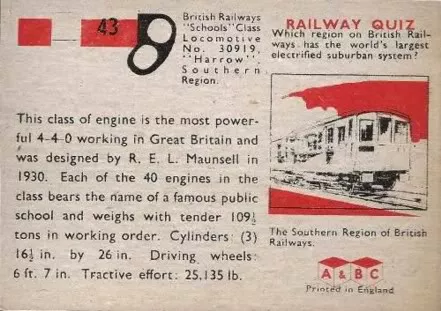 43
British Railways
"Schools" Class
Locomotive
No. 30919,
"Harrow",
Southern
Region.
This class of engine is the most power-
ful 4-4-0 working in Great Britain and
was designed by R. E. L. Maunsell in
1930. Each of the 40 engines in the
class bears the name of a famous public
school and weighs with tender 109½
tons in working order. Cylinders: (3)
16½ in. by 26 in. Driving wheels:
6 ft. 7 in. Tractive effort: 25,135 lb.
RAILWAY QUIZ
Which region on British Rail-
ways has the world's largest
electrified suburban system?
The Southern Region of British
Railways.
A & BC
Printed in England